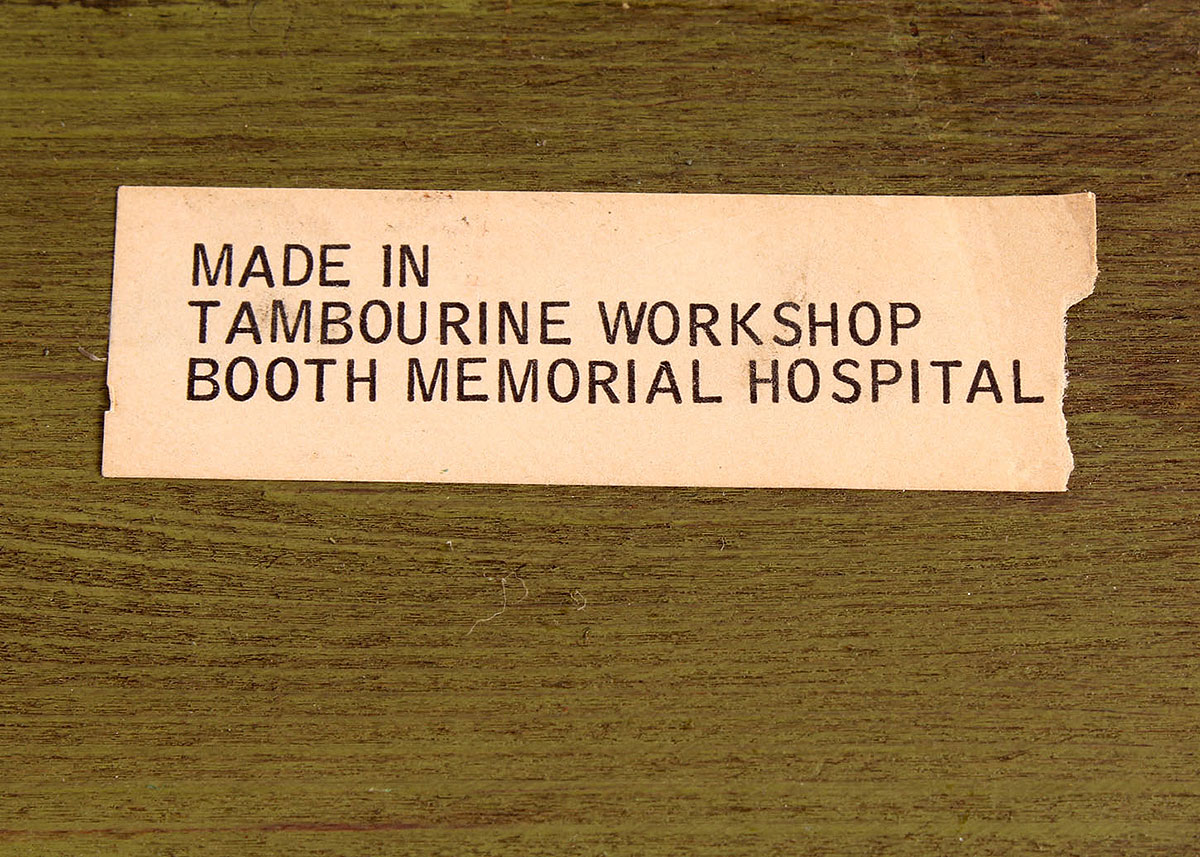 MADE IN
TAMBOURINE WORKSHOP
BOOTH MEMORIAL HOSPITAL